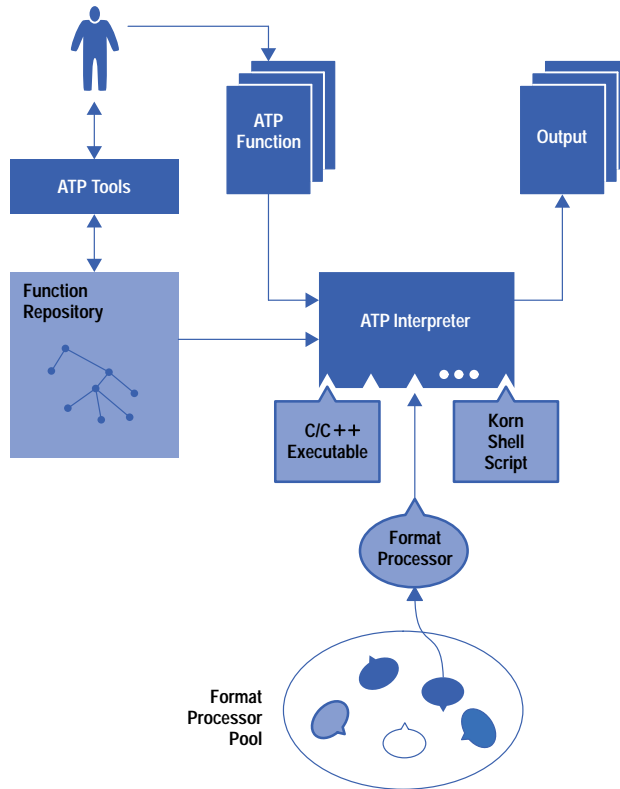 ATP
Function
Output
ATP Tools
Function
Repository
ATP Interpreter
C/C++
Executable
Korn
Shell
Script
Format
Processor
Format
Processor
Pool